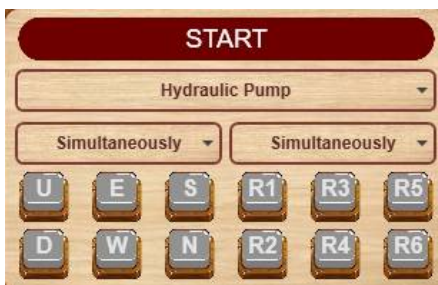 START
Hydraulic Pump
Simultaneously Simultaneously
U E S R1 R3 R5
D W N R2 R4 R6